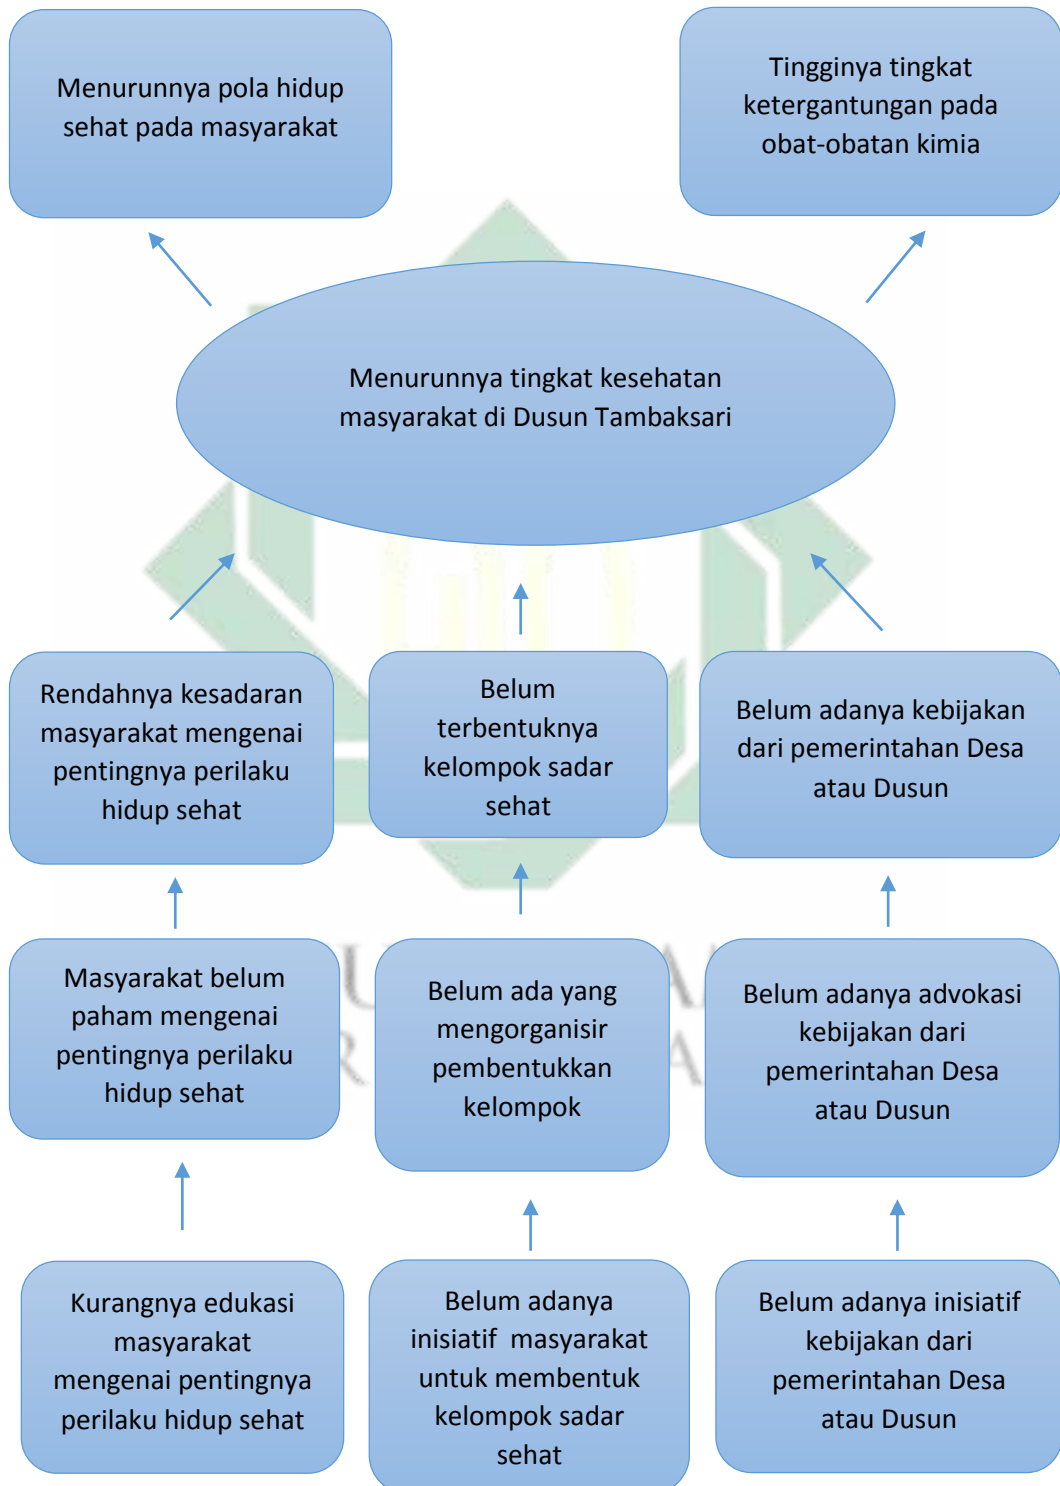 Menurunnya pola hidup
sehat pada masyarakat
Tingginya tingkat
ketergantungan pada
obat-obatan kimia
Menurunnya tingkat kesehatan
masyarakat di Dusun Tambaksari
Rendahnya kesadaran
masyarakat mengenai
pentingnya perilaku
hidup sehat
Belum
terbentuknya
kelompok sadar
sehat
Belum adanya kebijakan
dari pemerintahan Desa
atau Dusun
Masyarakat belum
paham mengenai
pentingnya perilaku
hidup sehat
Belum ada yang
mengorganisir
pembentukkan
kelompok
Belum adanya advokasi
kebijakan dari
pemerintahan Desa
atau Dusun
Kurangnya edukasi
masyarakat
mengenai pentingnya
perilaku hidup sehat
Belum adanya
inisiatif  masyarakat
untuk membentuk
kelompok sadar
sehat
Belum adanya inisiatif
kebijakan dari
pemerintahan Desa
atau Dusun